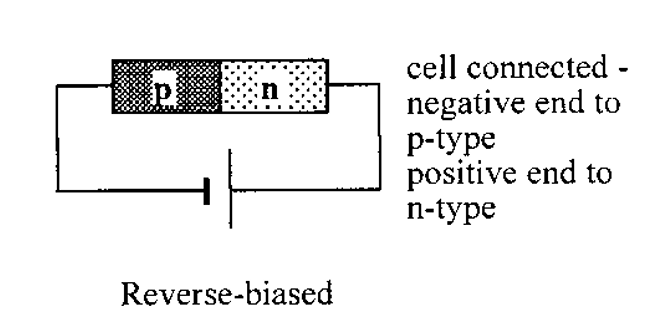 p n
cell connected -
negative end to
p-type
positive end to
n-type
Reverse-biased